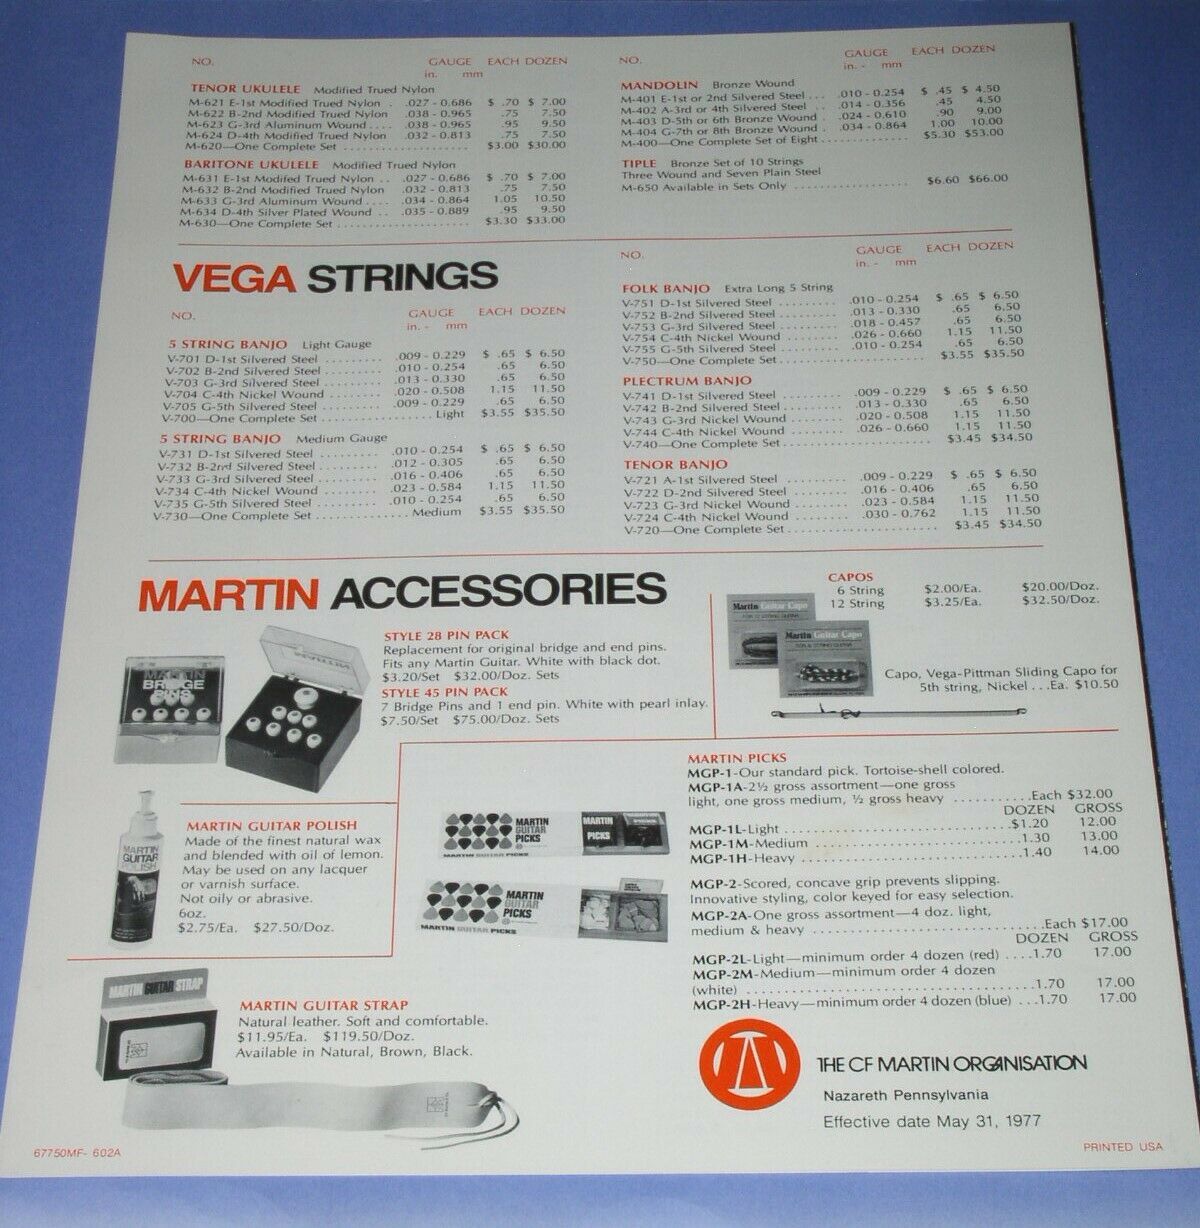 NO. GAUGE EACH DOZEN
in. mm
TENOR UKULELE Modified Trued Nylon
M-621 E-1st Modified Trued Nylon . .027 - 0.686 $ .70 $ 7.00
M-622 B-2nd Modified Trued Nylon .038 - 0.965 .75 7.50
M-623 G-3rd Aluminum Wound . . . . .038 - 0.965 .95 9.50
M-624 D-4th Modified Trued Nylon .032 - 0.813 .75 7.50
M-620—One Complete Set . . . . . . . . . . . . . . . . . . . . $3.00 $30.00
BARITONE UKULELE Modified Trued Nylon
M-631 E-1st Modifed Trued Nylon . . .027 - 0.686 $ .70 $ 7.00
M-632 B-2nd Modified Trued Nylon .032 - 0.813 .75 7.50
M-633 G-3rd Aluminum Wound . . . . .034 - 0.864 1.05 10.50
M-634 D-4th Silver Plated Wound . . .035 - 0.889 .95 9.50
M-630—One Complete Set . . . . . . . . . . . . . . . . . . . . $3.30 $33.00
NO. GAUGE EACH DOZEN
in. - mm
MANDOLIN Bronze Wound
M-401 E-1st or 2nd Silvered Steel . . . .010 - 0.254 $ .45 $ 4.50
M-402 A-3rd or 4th Silvered Steel . . .014 - 0.356 .45 4.50
M-403 D-5th or 6th Bronze Wound . .024 - 0.610 .90 9.00
M-404 G-7th or 8th Bronze Wound . .034 - 0.864 1.00 10.00
M-400—One Complete Set of Eight . . . . . . . . . . . . . . $5.30 $53.00
TIPLE Bronze Set of 10 Strings
Three Wound and Seven Plain Steel
M-650 Available in Sets Only . . . . . . . . . . . . . . . . . . $6.60 $66.00
VEGA STRINGS
NO. GAUGE EACH DOZEN
in. - mm
5 STRING BANJO Light Gauge
V-701 D-1st Silvered Steel . . . . . . . . . .009 - 0.229 $ .65 $ 6.50
V-702 B-2nd Silvered Steel . . . . . . . . . .010 - 0.254 .65 6.50
V-703 G-3rd Silvered Steel . . . . . . . . . .013 - 0.330 .65 6.50
V-704 C-4th Nickel Wound . . . . . . . . .020 - 0.508 1.15 11.50
V-705 G-5th Silvered Steel . . . . . . . . . .009 - 0.229 .65 6.50
V-700—One Complete Set . . . . . . . . . . . . . . . . . . Light $3.55 $35.50
5 STRING BANJO Medium Gauge
V-731 D-1st Silvered Steel . . . . . . . . . .010 - 0.254 $ .65 $ 6.50
V-732 B-2nd Silvered Steel . . . . . . . . . .012 - 0.305 .65 6.50
V-733 G-3rd Silvered Steel . . . . . . . . . .016 - 0.406 .65 6.50
V-734 C-4th Nickel Wound . . . . . . . . .023 - 0.584 1.15 11.50
V-735 G-5th Silvered Steel . . . . . . . . . .010 - 0.254 .65 6.50
V-730—One Complete Set . . . . . . . . . . . . . . . Medium $3.55 $35.50
NO. GAUGE EACH DOZEN
in. - mm
FOLK BANJO Extra Long 5 String
V-751 D-1st Silvered Steel . . . . . . . . . .010 - 0.254 $ .65 $ 6.50
V-752 B-2nd Silvered Steel . . . . . . . . . .013 - 0.330 .65 6.50
V-753 G-3rd Silvered Steel . . . . . . . . . .018 - 0.457 .65 6.50
V-754 C-4th Nickel Wound . . . . . . . . .026 - 0.660 1.15 11.50
V-755 G-5th Silvered Steel . . . . . . . . . .010 - 0.254 .65 6.50
V-750—One Complete Set . . . . . . . . . . . . . . . . . . . . $3.55 $35.50
PLECTRUM BANJO
V-741 D-1st Silvered Steel . . . . . . . . . .009 - 0.229 $ .65 $ 6.50
V-742 B-2nd Silvered Steel . . . . . . . . . .013 - 0.330 .65 6.50
V-743 G-3rd Nickel Wound . . . . . . . . .020 - 0.508 1.15 11.50
V-744 C-4th Nickel Wound . . . . . . . . .026 - 0.660 1.15 11.50
V-740—One Complete Set . . . . . . . . . . . . . . . . . . . . $3.45 $34.50
TENOR BANJO
V-721 A-1st Silvered Steel . . . . . . . . . .009 - 0.229 $ .65 $ 6.50
V-722 D-2nd Silvered Steel . . . . . . . . . .016 - 0.406 .65 6.50
V-723 G-3rd Nickel Wound . . . . . . . . .023 - 0.584 1.15 11.50
V-724 C-4th Nickel Wound . . . . . . . . .030 - 0.762 1.15 11.50
V-720—One Complete Set . . . . . . . . . . . . . . . . . . . . $3.45 $34.50
MARTIN ACCESSORIES
MARTIN
BRIDGE
PINS
MARTIN
STYLE 28 PIN PACK
Replacement for original bridge and end pins.
Fits any Martin Guitar. White with black dot.
$3.20/Set $32.00/Doz. Sets
STYLE 45 PIN PACK
7 Bridge Pins and 1 end pin. White with pearl inlay.
$7.50/Set $75.00/Doz. Sets
CAPOS
6 String $2.00/Ea. $20.00/Doz.
12 String $3.25/Ea. $32.50/Doz.
Martin Guitar Capo
FOR 12 STRING GUITAR
Martin Guitar Capo
FOR 6 STRING GUITAR
Capo, Vega-Pittman Sliding Capo for
5th string, Nickel . . .Ea. $10.50
MARTIN
GUITAR
POLISH
MARTIN GUITAR POLISH
Made of the finest natural wax
and blended with oil of lemon.
May be used on any lacquer
or varnish surface.
Not oily or abrasive.
6oz.
$2.75/Ea. $27.50/Doz.
MARTIN
GUITAR
PICKS
MARTIN
PICKS
MARTIN GUITAR PICKS
MARTIN
GUITAR
PICKS
MARTIN GUITAR PICKS
MARTIN PICKS
MGP-1-Our standard pick. Tortoise-shell colored.
MGP-1A-2½ gross assortment—one gross
light, one gross medium, ½ gross heavy . . . . . . . . . . .Each $32.00
DOZEN GROSS
MGP-1L-Light . . . . . . . . . . . . . . . . . . . . . . . . . . . . .$1.20 12.00
MGP-1M-Medium . . . . . . . . . . . . . . . . . . . . . . . . . . 1.30 13.00
MGP-1H-Heavy . . . . . . . . . . . . . . . . . . . . . . . . . . . . 1.40 14.00
MGP-2-Scored, concave grip prevents slipping.
Innovative styling, color keyed for easy selection.
MGP-2A-One gross assortment—4 doz. light,
medium & heavy . . . . . . . . . . . . . . . . . . . . . . . . . . Each $17.00
DOZEN GROSS
MGP-2L-Light—minimum order 4 dozen (red) . . . .1.70 17.00
MGP-2M-Medium—minimum order 4 dozen
(white) . . . . . . . . . . . . . . . . . . . . . . . . . . . . . . . . .1.70 17.00
MGP-2H-Heavy—minimum order 4 dozen (blue) . . .1.70 17.00
MARTIN GUITAR STRAP
MARTIN GUITAR STRAP
Natural leather. Soft and comfortable.
$11.95/Ea. $119.50/Doz.
Available in Natural, Brown, Black.
THE CF MARTIN ORGANISATION
Nazareth Pennsylvania
Effective date May 31, 1977
67750MF- 602A
PRINTED USA